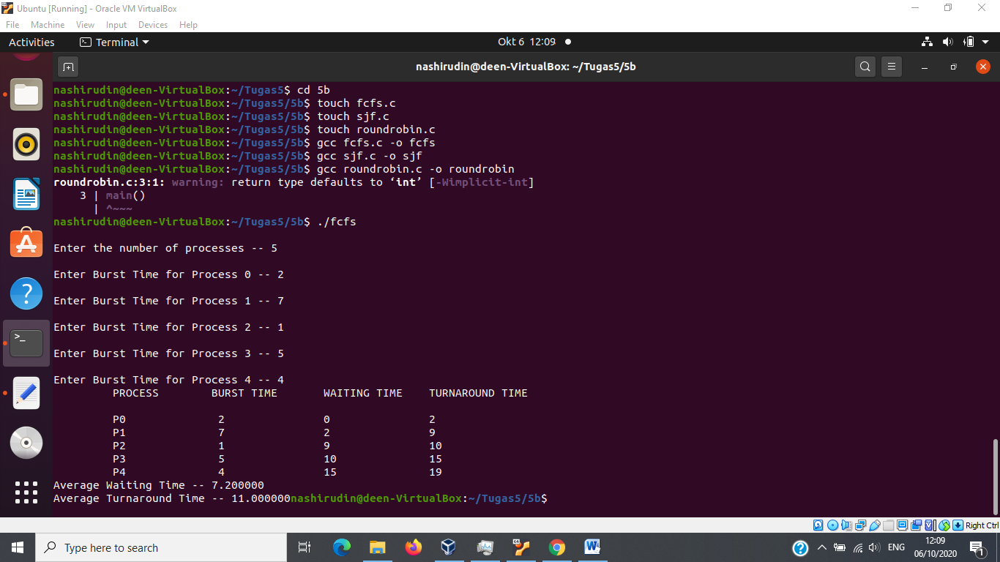 Ubuntu [Running] - Oracle VM VirtualBox
File Machine View Input Devices Help
Activities Terminal Okt 6 12:09
nashirudin@deen-VirtualBox: ~/Tugas5/5b
nashirudin@deen-VirtualBox:~/Tugas5$ cd 5b
nashirudin@deen-VirtualBox:~/Tugas5/5b$ touch fcfs.c
nashirudin@deen-VirtualBox:~/Tugas5/5b$ touch sjf.c
nashirudin@deen-VirtualBox:~/Tugas5/5b$ touch roundrobin.c
nashirudin@deen-VirtualBox:~/Tugas5/5b$ gcc fcfs.c -o fcfs
nashirudin@deen-VirtualBox:~/Tugas5/5b$ gcc sjf.c -o sjf
nashirudin@deen-VirtualBox:~/Tugas5/5b$ gcc roundrobin.c -o roundrobin
roundrobin.c:3:1: warning: return type defaults to ‘int’ [-Wimplicit-int]
3 | main()
| ^~~~
nashirudin@deen-VirtualBox:~/Tugas5/5b$ ./fcfs
Enter the number of processes -- 5
Enter Burst Time for Process 0 -- 2
Enter Burst Time for Process 1 -- 7
Enter Burst Time for Process 2 -- 1
Enter Burst Time for Process 3 -- 5
Enter Burst Time for Process 4 -- 4
PROCESS BURST TIME WAITING TIME TURNAROUND TIME
P0 2 0 2
P1 7 2 9
P2 1 9 10
P3 5 10 15
P4 4 15 19
Average Waiting Time -- 7.200000
Average Turnaround Time -- 11.000000nashirudin@deen-VirtualBox:~/Tugas5/5b$
Right Ctrl
Type here to search
ENG
12:09
06/10/2020
1